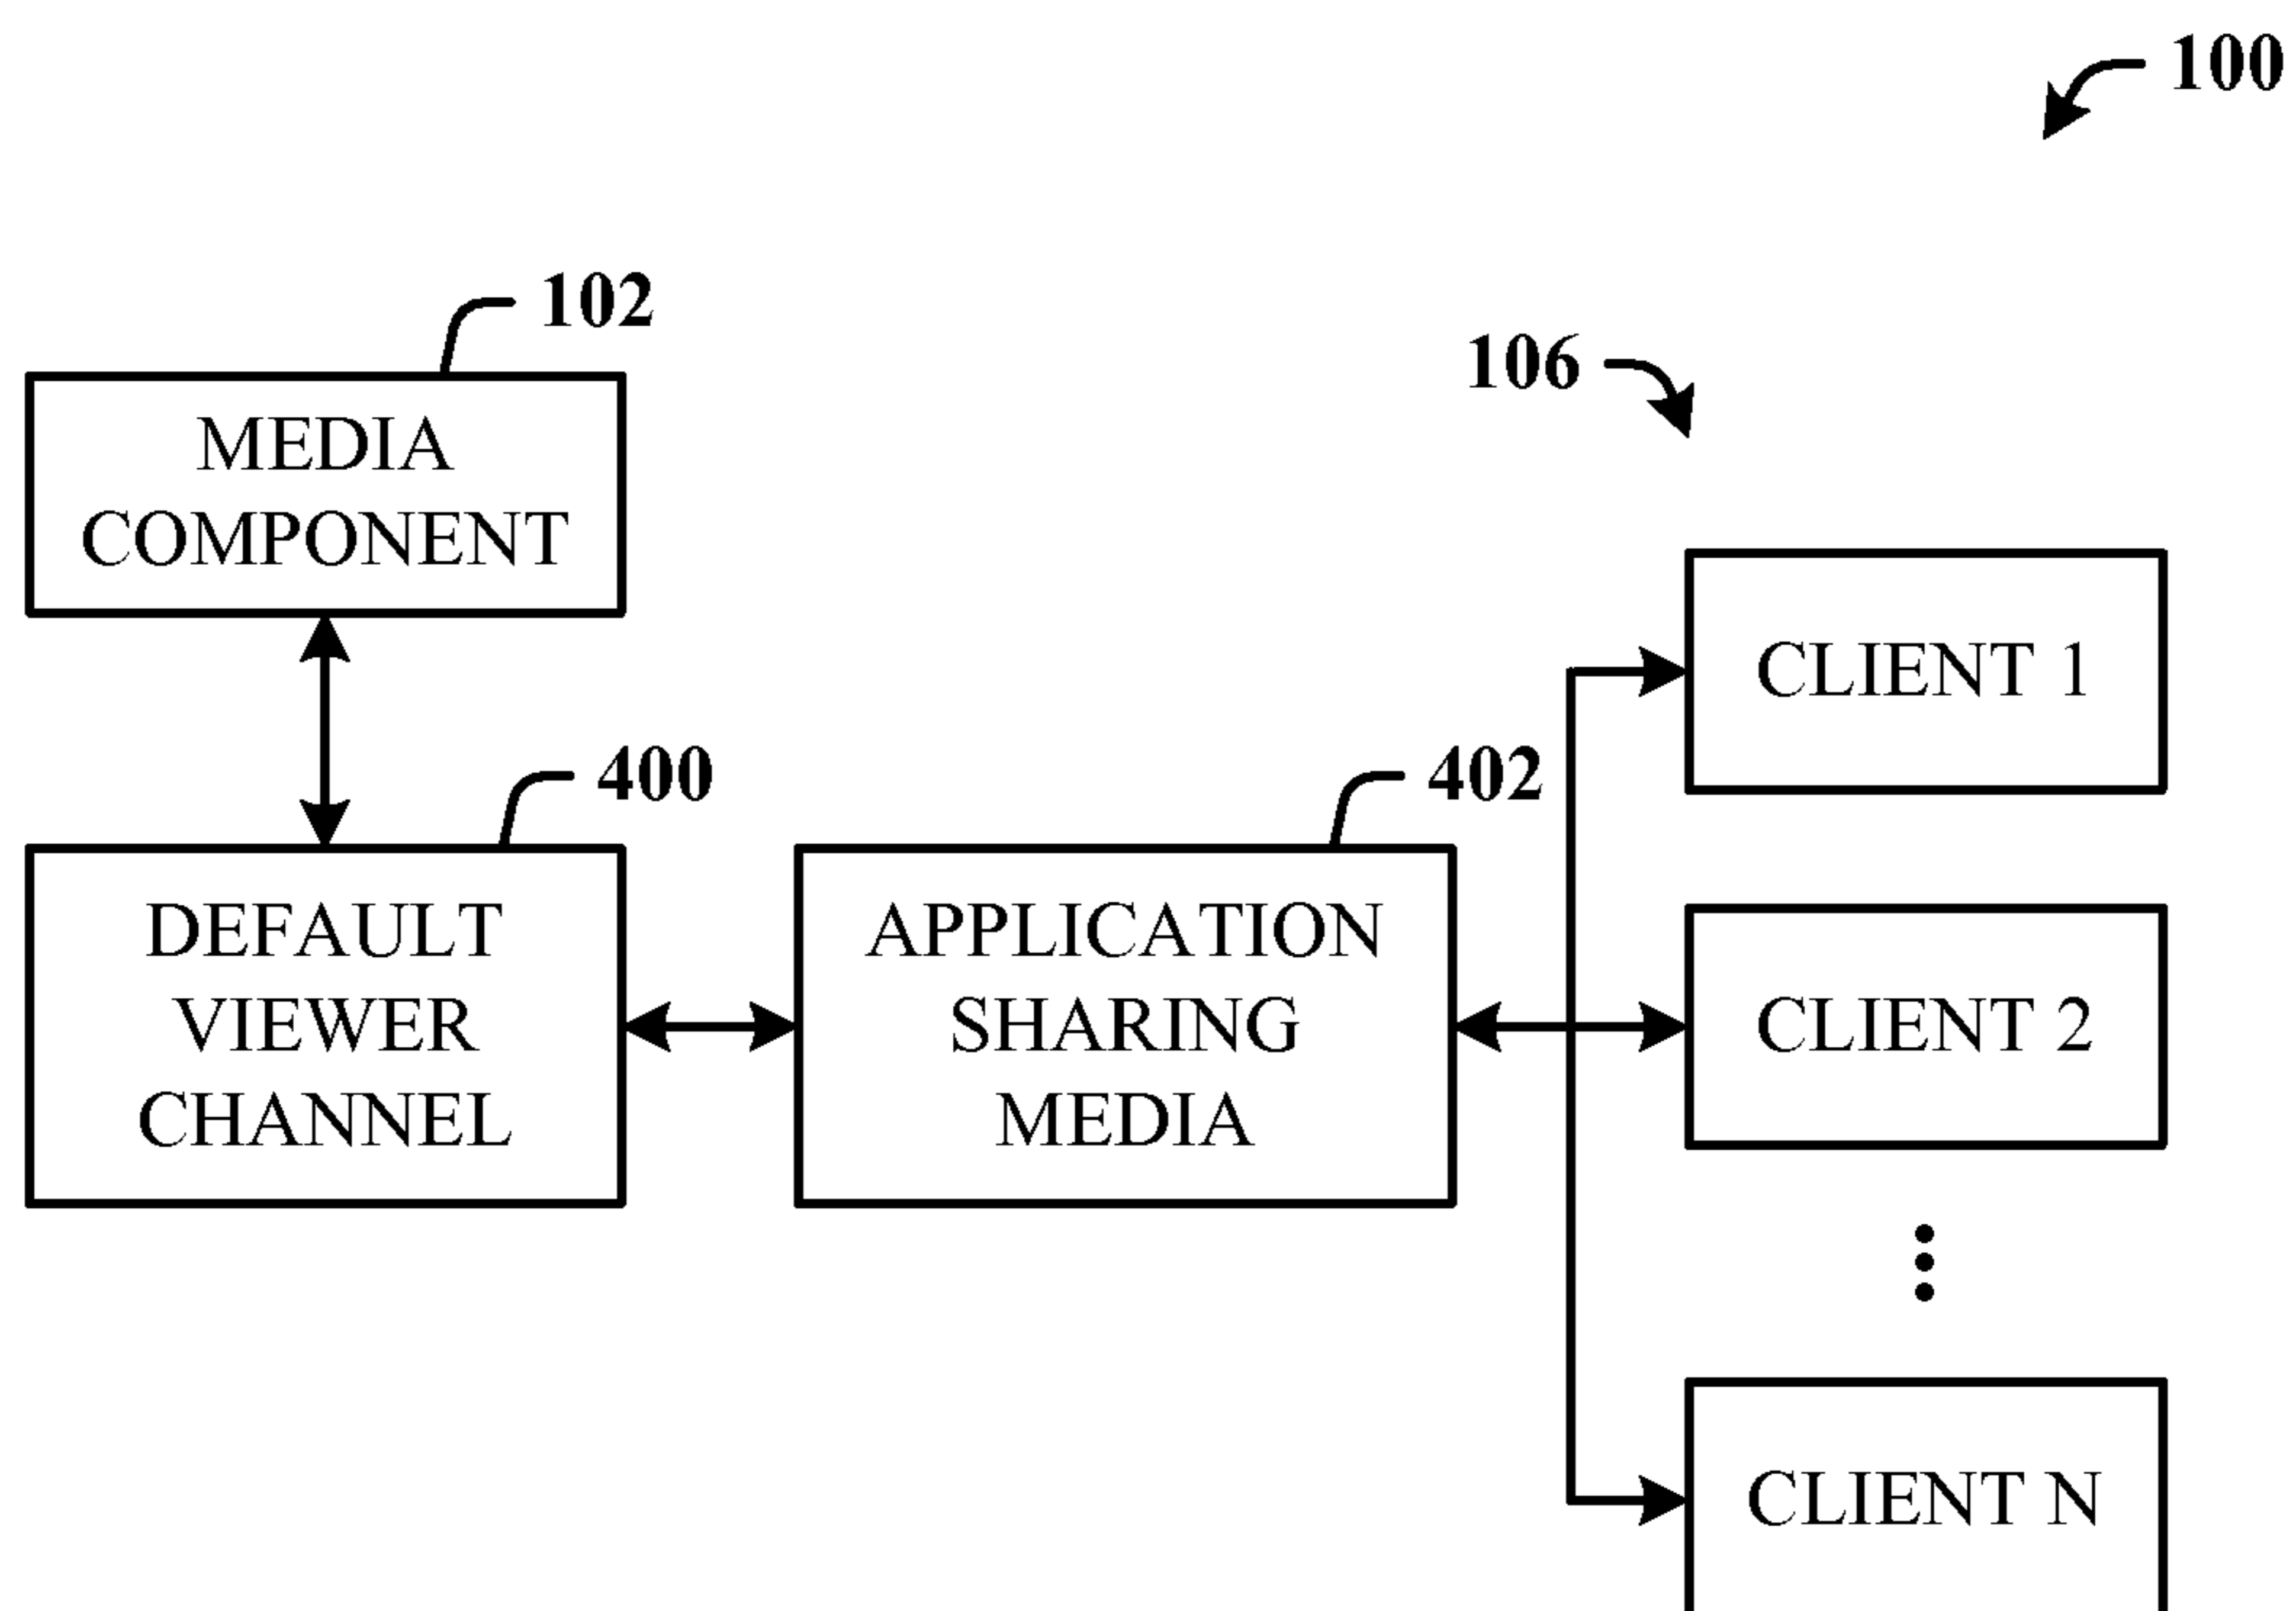 100
102
106
MEDIA
COMPONENT
CLIENT 1
400
402
DEFAULT
VIEWER
CHANNEL
APPLICATION
SHARING
MEDIA
CLIENT 2
CLIENT N